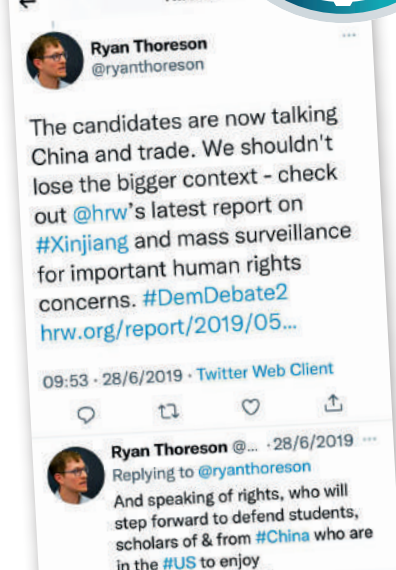 Ryan Thoreson
@ryanthoreson
The candidates are now talking
China and trade. We shouldn't
lose the bigger context - check
out @hrw's latest report on
#Xinjiang and mass surveillance
for important human rights
concerns. #DemDebate2
hrw.org/report/2019/05...
09:53 · 28/6/2019 · Twitter Web Client
Ryan Thoreson @... · 28/6/2019
Replying to @ryanthoreson
And speaking of rights, who will
step forward to defend students,
scholars of & from #China who are
in the #US to enjoy